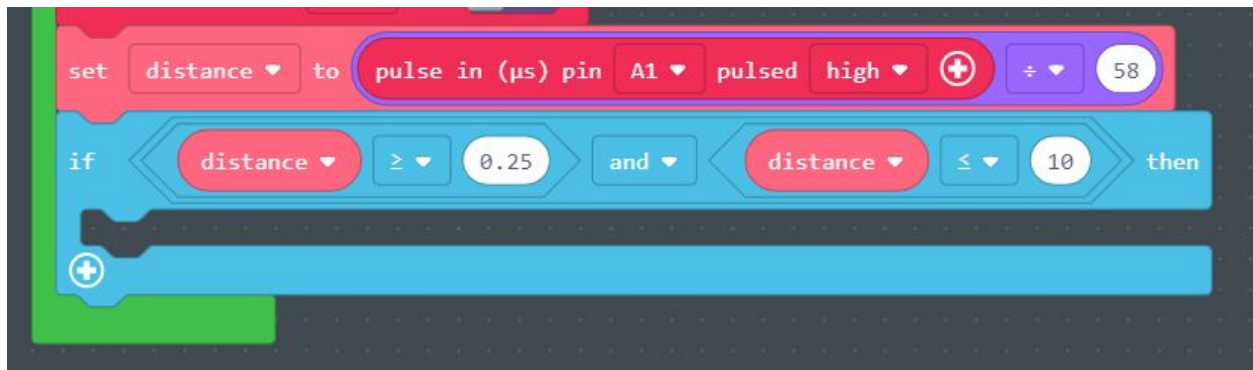 set distance to pulse in (µs) pin A1 pulsed high ÷ 58
if distance ≥ 0.25 and distance ≤ 10 then